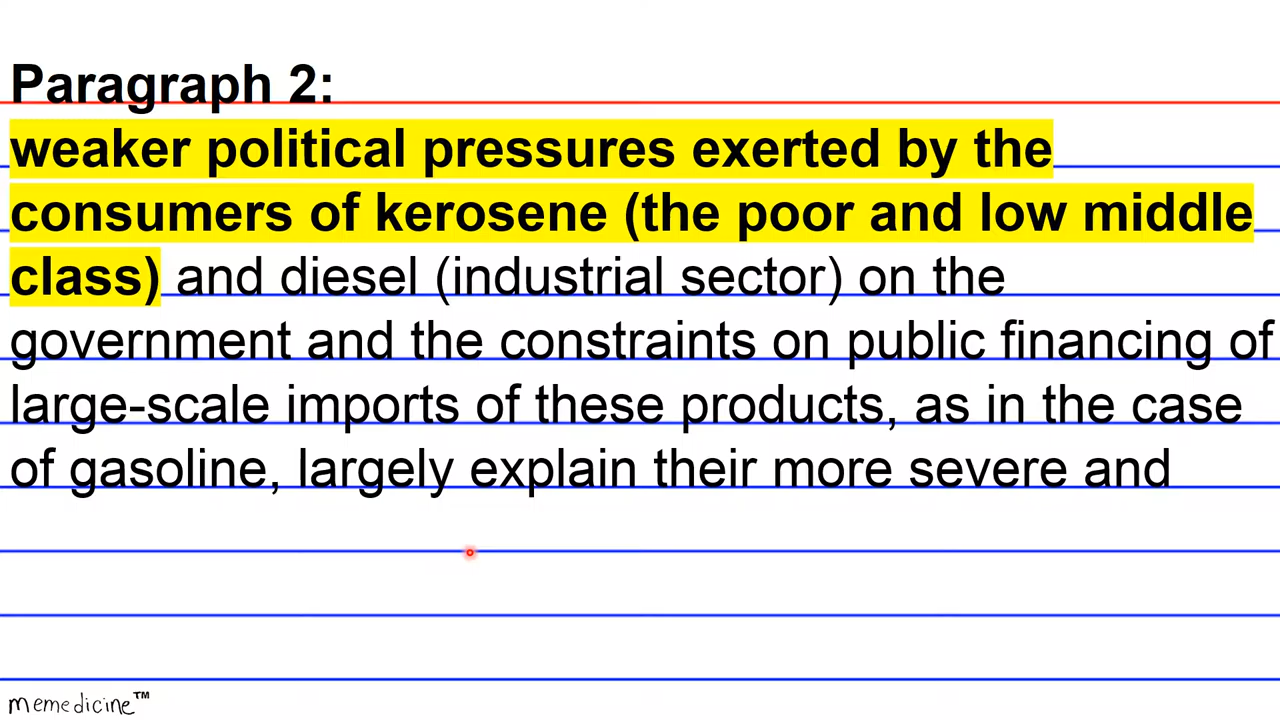 Paragraph 2:
weaker political pressures exerted by the
consumers of kerosene (the poor and low middle
class) and diesel (industrial sector) on the
government and the constraints on public financing of
large-scale imports of these products, as in the case
of gasoline, largely explain their more severe and
memedicine™